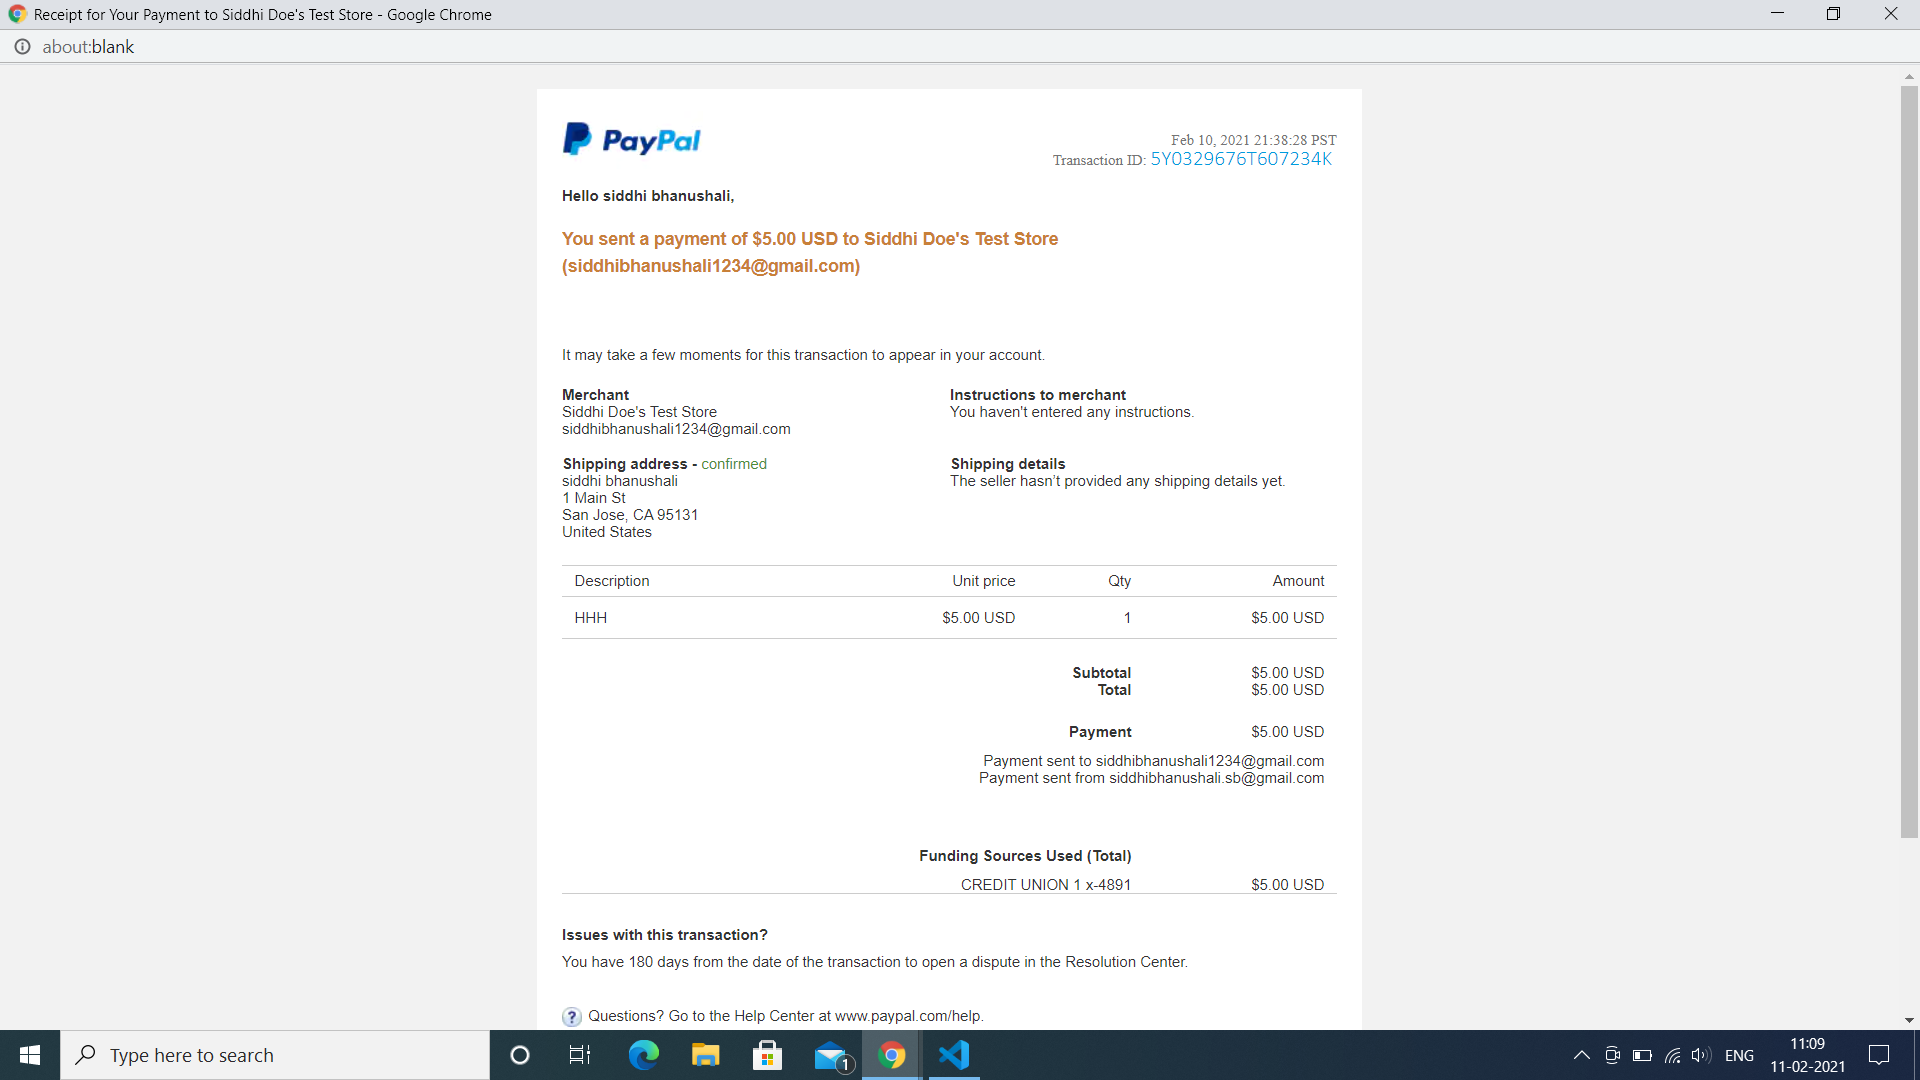 Receipt for Your Payment to Siddhi Doe's Test Store - Google Chrome
about:blank
PayPal
Feb 10, 2021 21:38:28 PST
Transaction ID: 5Y0329676T607234K
Hello siddhi bhanushali,
You sent a payment of $5.00 USD to Siddhi Doe's Test Store
(siddhibhanushali1234@gmail.com)
It may take a few moments for this transaction to appear in your account.
Merchant
Siddhi Doe's Test Store
siddhibhanushali1234@gmail.com
Instructions to merchant
You haven't entered any instructions.
Shipping address - confirmed
siddhi bhanushali
1 Main St
San Jose, CA 95131
United States
Shipping details
The seller hasn't provided any shipping details yet.
Description Unit price Qty Amount
HHH $5.00 USD 1 $5.00 USD
Subtotal $5.00 USD
Total $5.00 USD
Payment $5.00 USD
Payment sent to siddhibhanushali1234@gmail.com
Payment sent from siddhibhanushali.sb@gmail.com
Funding Sources Used (Total)
CREDIT UNION 1 x-4891 $5.00 USD
Issues with this transaction?
You have 180 days from the date of the transaction to open a dispute in the Resolution Center.
? Questions? Go to the Help Center at www.paypal.com/help.
Type here to search
1
ENG
11:09
11-02-2021